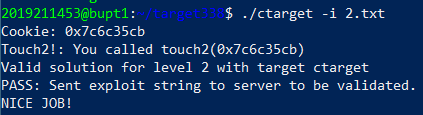 2019211453@bupt1:~/target338$ ./ctarget -i 2.txt
Cookie: 0x7c6c35cb
Touch2!: You called touch2(0x7c6c35cb)
Valid solution for level 2 with target ctarget
PASS: Sent exploit string to server to be validated.
NICE JOB!